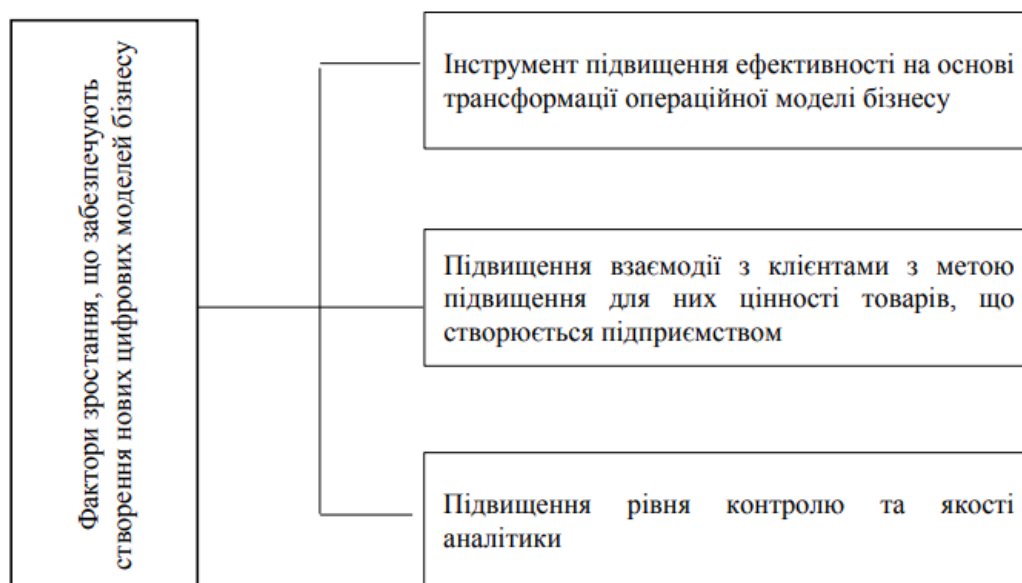 Фактори зростання, що забезпечують
створення нових цифрових моделей бізнесу
Інструмент підвищення ефективності на основі
трансформації операційної моделі бізнесу
Підвищення взаємодії з клієнтами з метою
підвищення для них цінності товарів, що
створюється підприємством
Підвищення рівня контролю та якості
аналітики